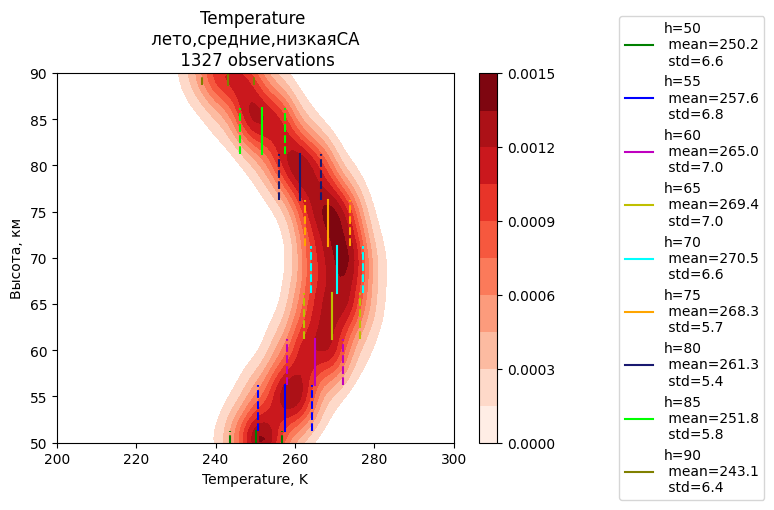 Temperature
лето,средние,низкаяСА
1327 observations
90
85
80
75
70
65
60
55
50
Высота, км
200
220
240
260
280
300
Temperature, K
0.0015
0.0012
0.0009
0.0006
0.0003
0.0000
h=50
mean=250.2
std=6.6
h=55
mean=257.6
std=6.8
h=60
mean=265.0
std=7.0
h=65
mean=269.4
std=7.0
h=70
mean=270.5
std=6.6
h=75
mean=268.3
std=5.7
h=80
mean=261.3
std=5.4
h=85
mean=251.8
std=5.8
h=90
mean=243.1
std=6.4